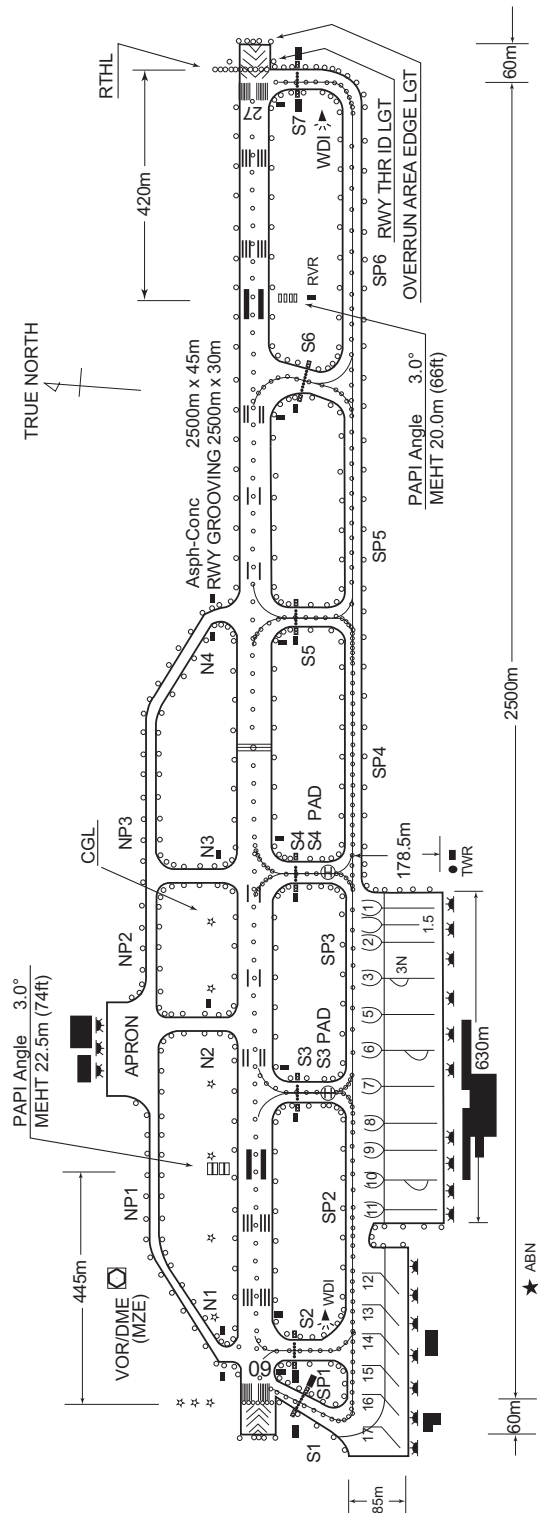 TRUE NORTH
RTHL
420m
60m
27
S7
WDI
RWY THR ID LGT
OVERRUN AREA EDGE LGT
SP6
RVR
S6
PAPI Angle 3.0°
MEHT 20.0m (66ft)
Asph-Conc 2500m x 45m
RWY GROOVING 2500m x 30m
SP5
S5
N4
NP3
SP4
2500m
CGL
N3
S4
S4 PAD
178.5m
TWR
NP2
SP3
PAPI Angle 3.0°
MEHT 22.5m (74ft)
APRON
N2
S3
S3 PAD
1
1.5
2
3N
3
5
6
7
8
9
10
11
630m
NP1
SP2
445m
VOR/DME
(MZE)
N1
S2
WDI
09
SP1
S1
12
13
14
15
16
17
ABN
60m
85m